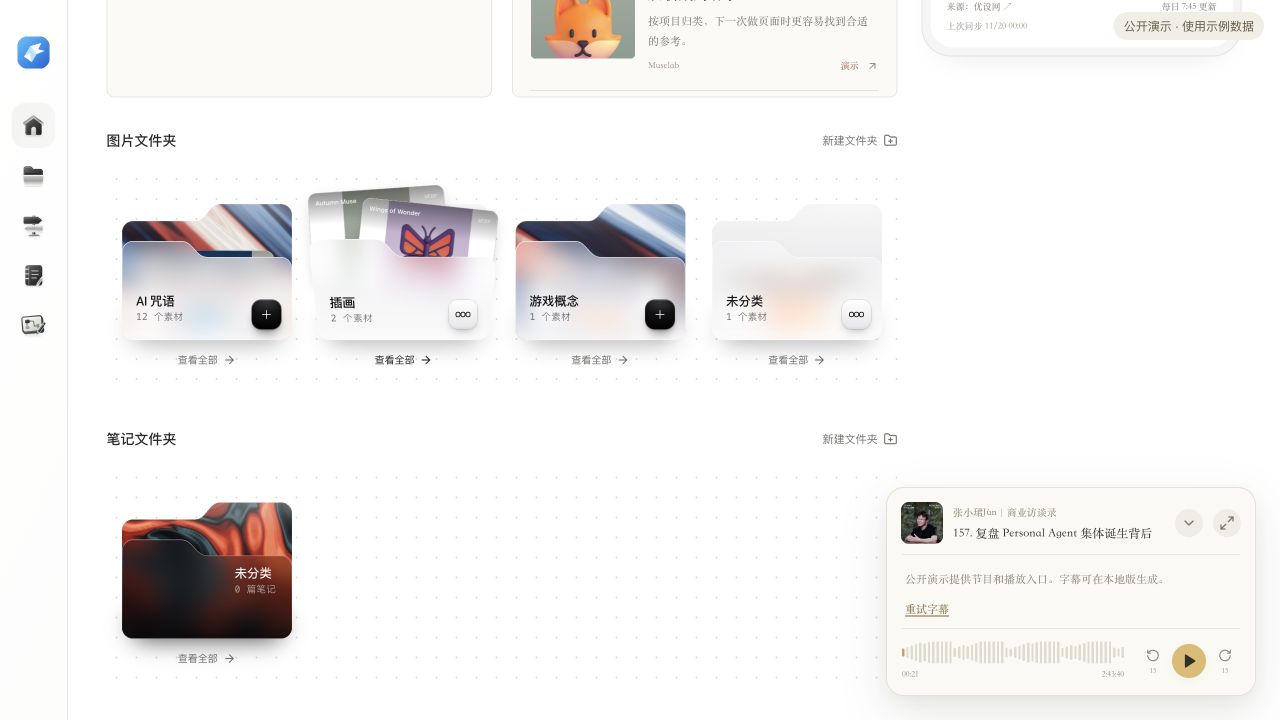 按项目归类，下一次做页面时更容易找到合适
的参考。
Muselab
演示
来源：优设网
每日 7:45 更新
上次同步 11/20 00:00
公开演示 · 使用示例数据
图片文件夹
新建文件夹
AI 咒语
12 个素材
查看全部
Autumn Muse
Wings of Wonder
插画
2 个素材
查看全部
游戏概念
1 个素材
查看全部
未分类
1 个素材
查看全部
笔记文件夹
新建文件夹
未分类
0 篇笔记
查看全部
张小珺Jùn｜商业访谈录
157. 复盘 Personal Agent 集体诞生背后
公开演示提供节目和播放入口。字幕可在本地版生成。
重试字幕
00:21
2:43:40
15
15